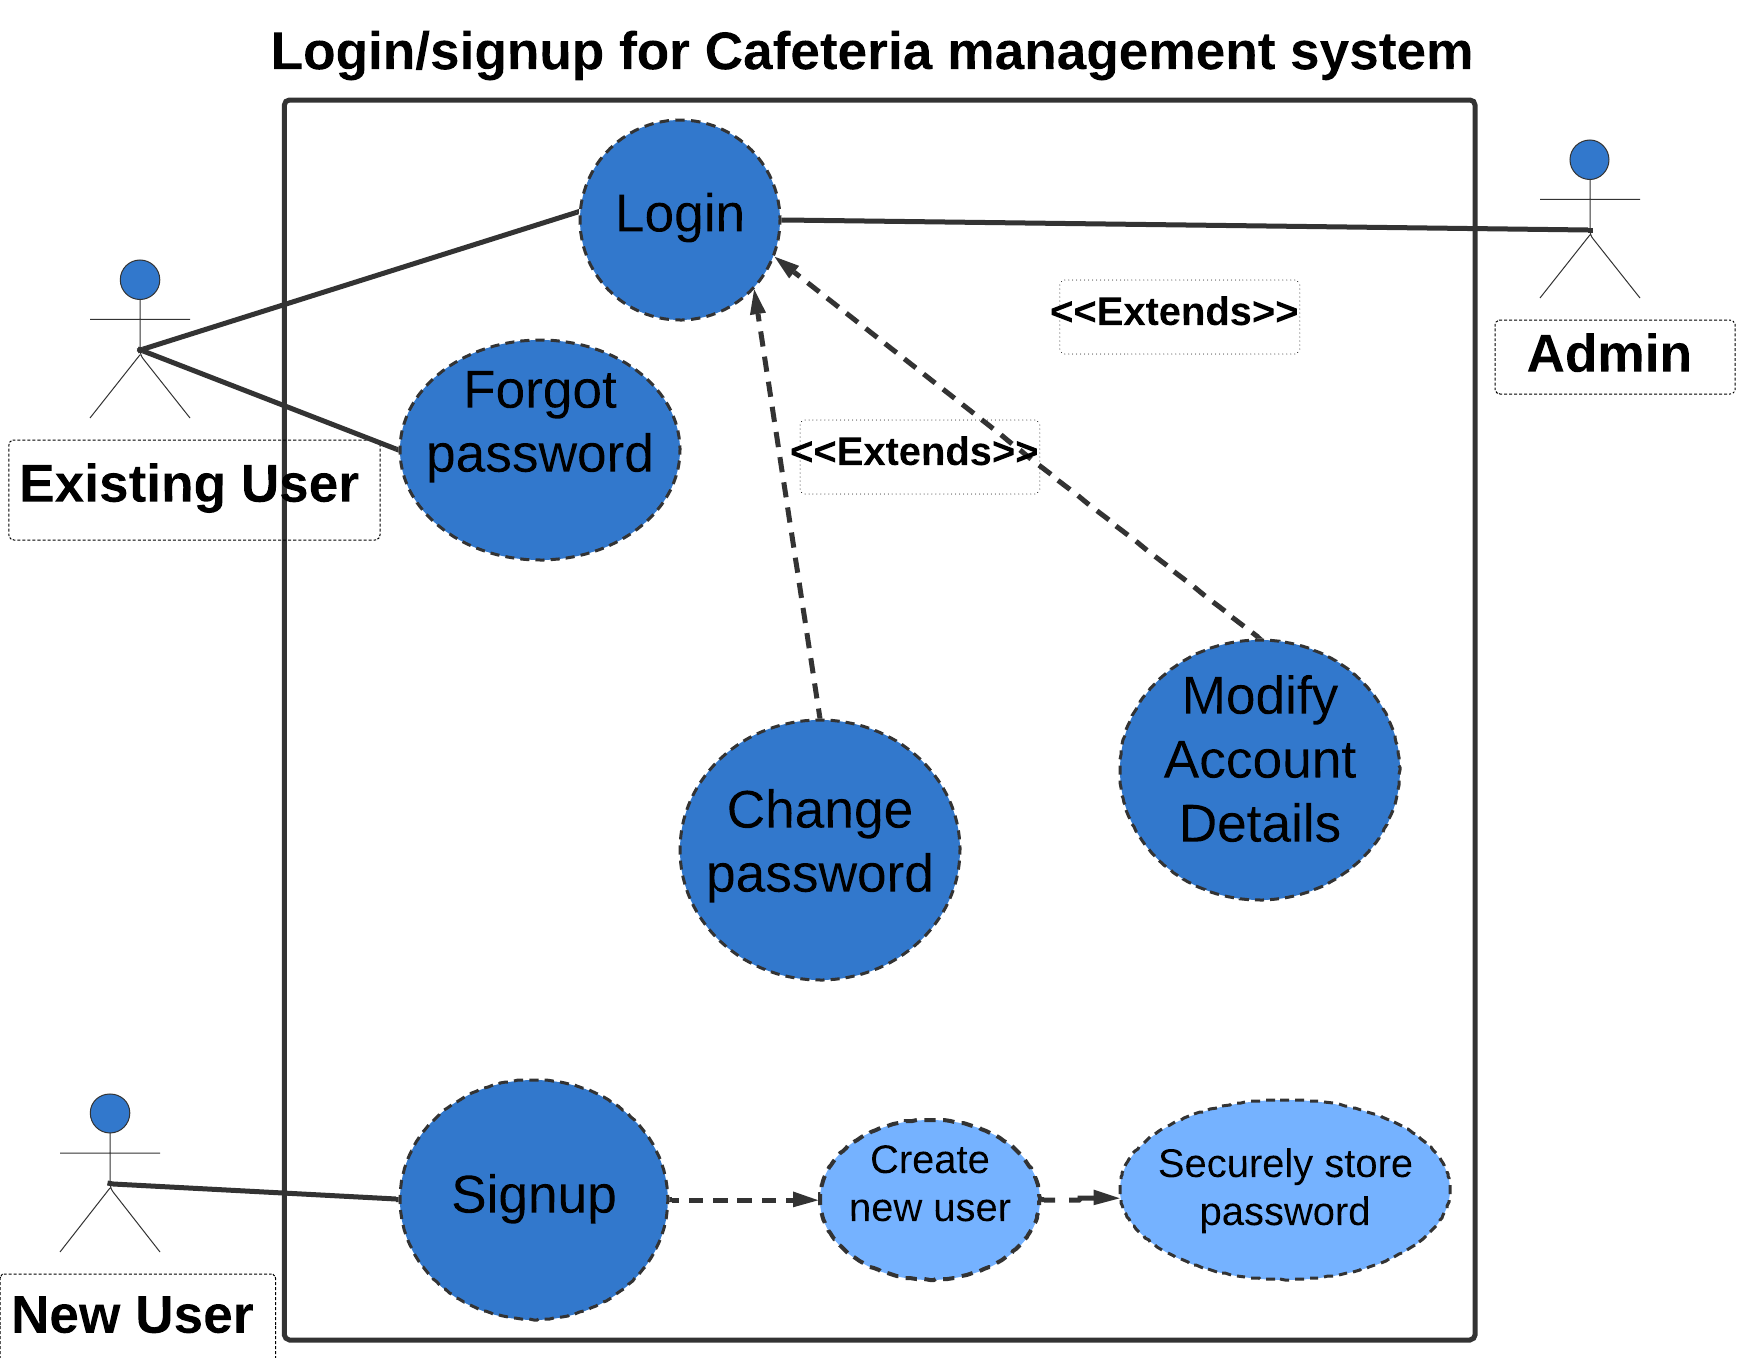 Login/signup for Cafeteria management system
Login
<<Extends>>
Admin
Forgot
password
<<Extends>>
Existing User
Modify
Account
Details
Change
password
Signup
Create
new user
Securely store
password
New User